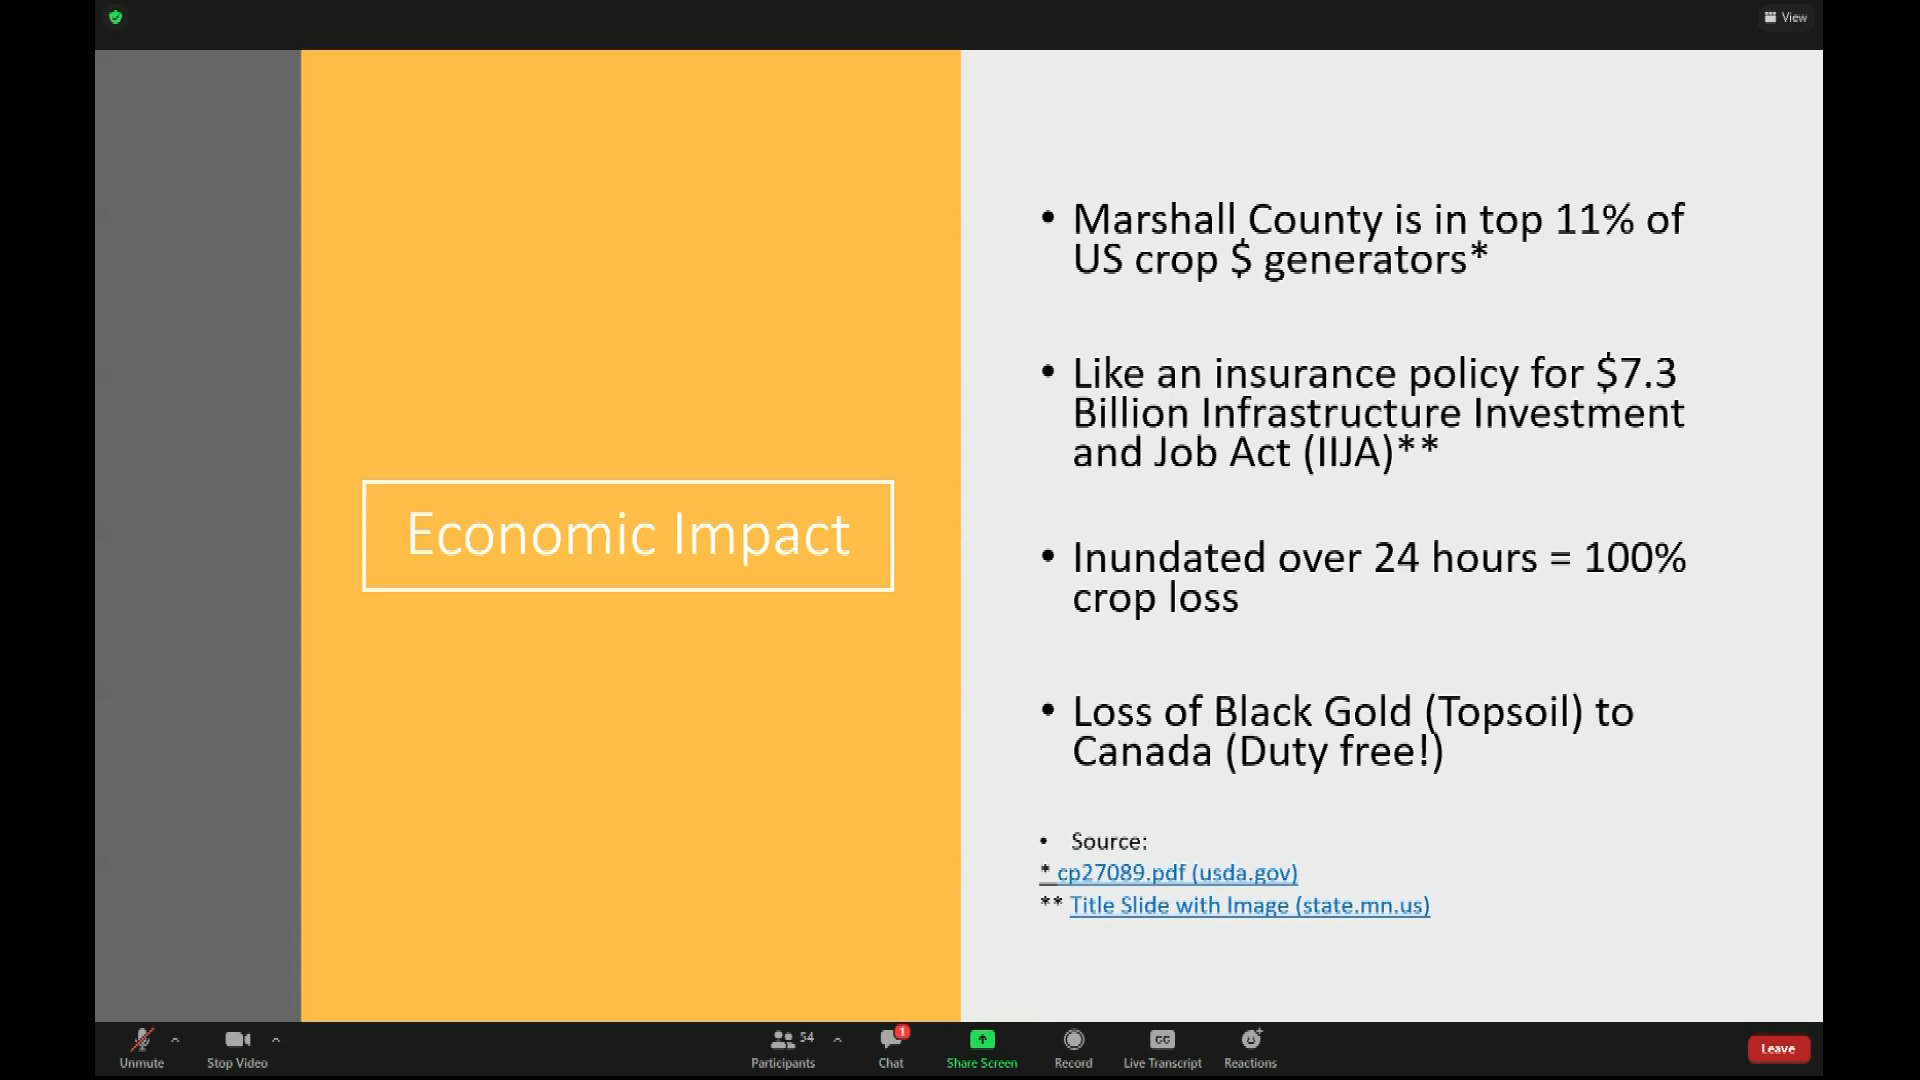 View
Economic Impact
• Marshall County is in top 11% of
US crop $ generators*
• Like an insurance policy for $7.3
Billion Infrastructure Investment
and Job Act (IIJA)**
• Inundated over 24 hours = 100%
crop loss
• Loss of Black Gold (Topsoil) to
Canada (Duty free!)
• Source:
* cp27089.pdf (usda.gov)
** Title Slide with Image (state.mn.us)
Unmute
Stop Video
54
Participants
1
Chat
Share Screen
Record
CC
Live Transcript
Reactions
Leave